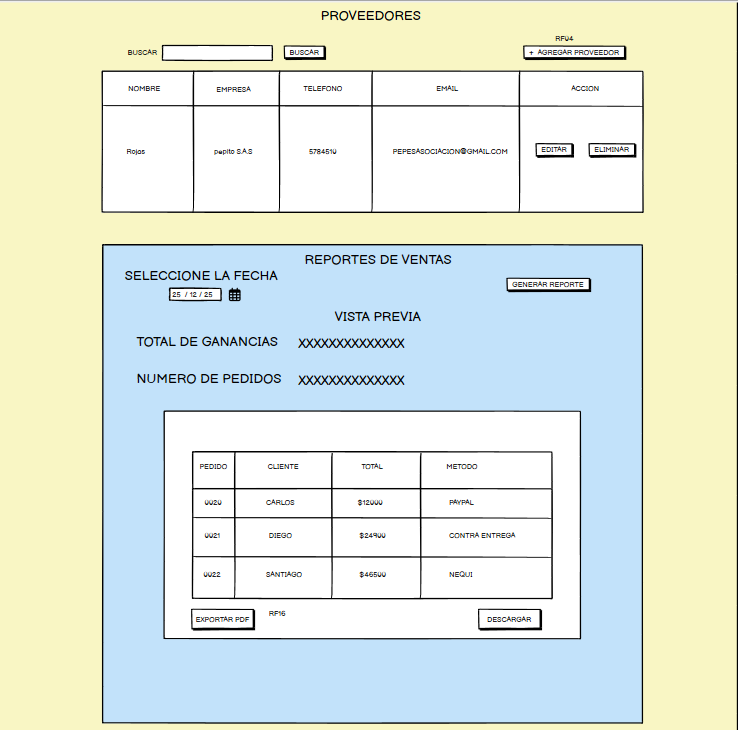 PROVEEDORES
RF04
BUSCAR BUSCAR + AGREGAR PROVEEDOR
NOMBRE EMPRESA TELEFONO EMAIL ACCION
Rojas pepito S.A.S 5784510 PEPESASOCIACION@GMAIL.COM EDITAR ELIMINAR
REPORTES DE VENTAS
SELECCIONE LA FECHA
GENERAR REPORTE
25 / 12 / 25
VISTA PREVIA
TOTAL DE GANANCIAS XXXXXXXXXXXXXX
NUMERO DE PEDIDOS XXXXXXXXXXXXXX
PEDIDO CLIENTE TOTAL METODO
0020 CARLOS $12000 PAYPAL
0021 DIEGO $24900 CONTRA ENTREGA
0022 SANTIAGO $46500 NEQUI
EXPORTAR PDF RF16 DESCARGAR